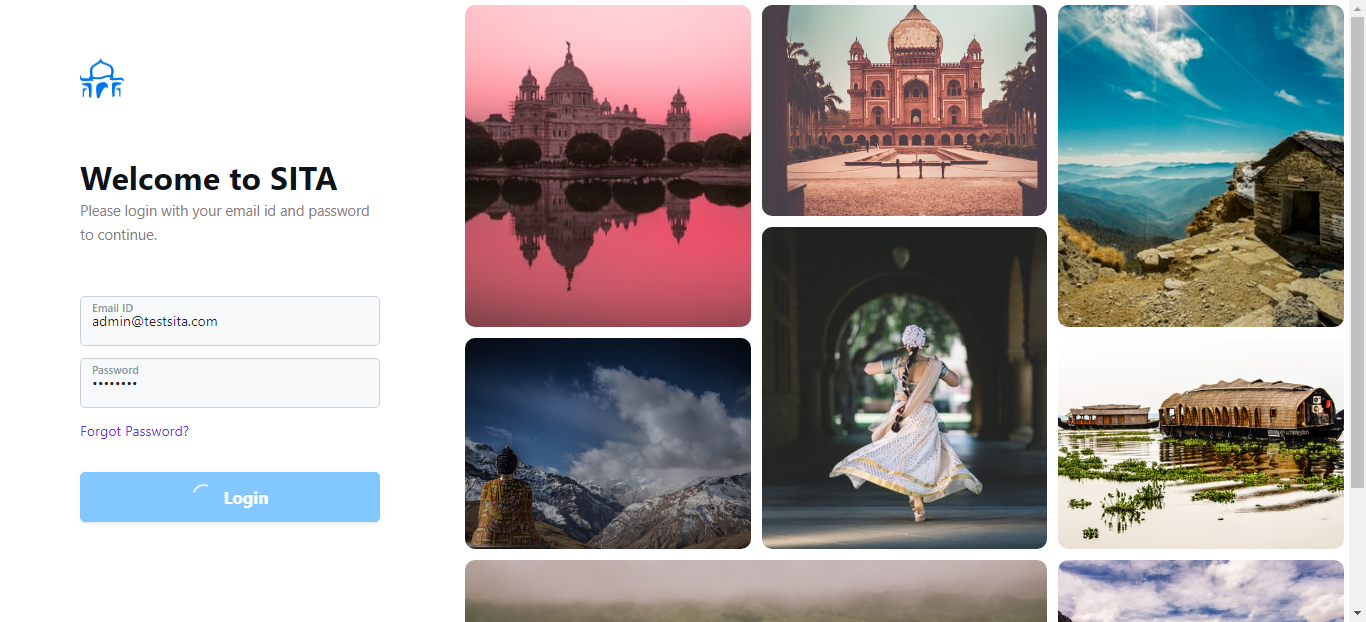 Welcome to SITA
Please login with your email id and password
to continue.
Email ID
admin@testsita.com
Password
••••••••
Forgot Password?
Login